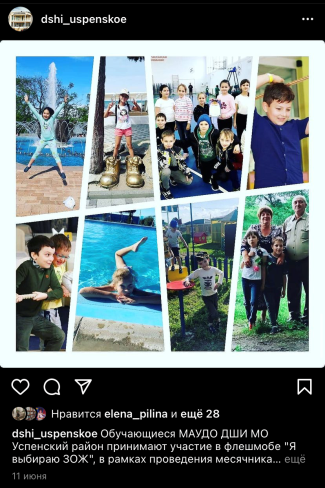 dshi_uspenskoe
Нравится elena_pilina и ещё 28
dshi_uspenskoe Обучающиеся МАУДО ДШИ МО
Успенский район принимают участие в флешмобе "Я
выбираю ЗОЖ", в рамках проведения месячника... ещё
11 июня